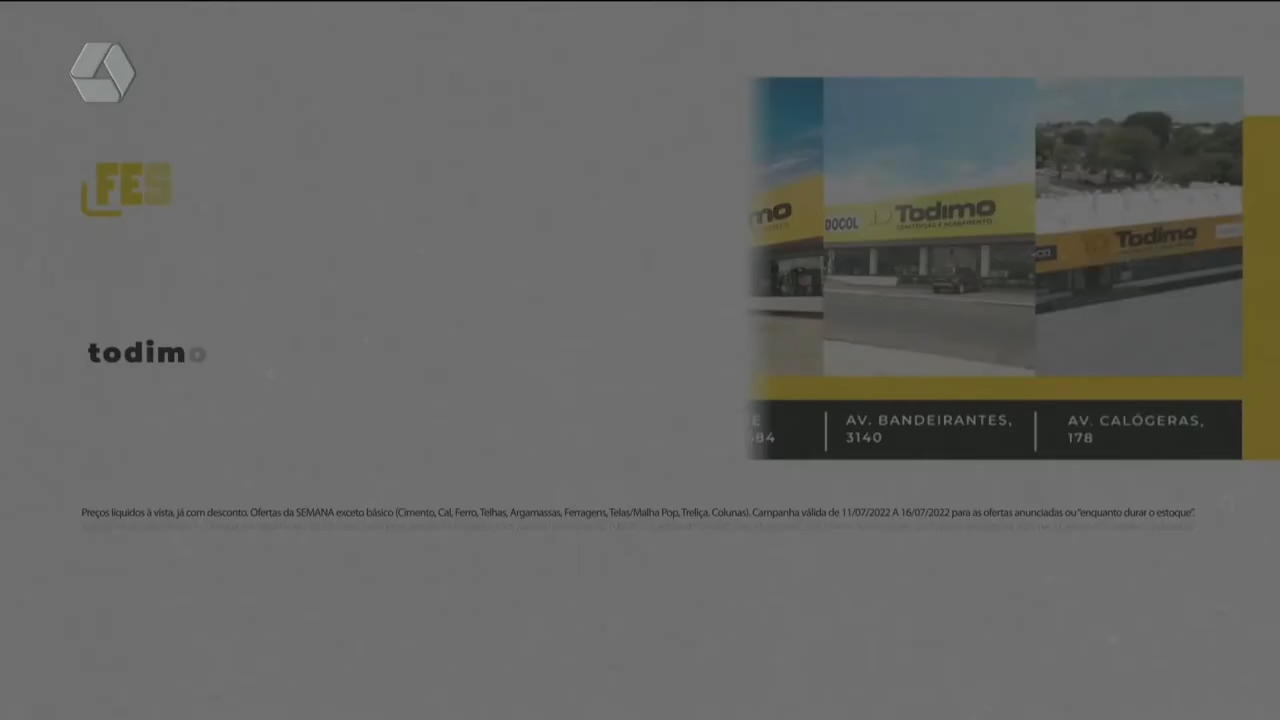 FES
DOCOL
Todimo
Todimo
todimo
AV. BANDEIRANTES,
3140
AV. CALÓGERAS,
178
Preços líquidos à vista, já com desconto. Ofertas da SEMANA exceto básico (Cimento, Cal, Ferro, Telhas, Argamassas, Ferragens, Telas/Malha Pop, Treliça, Colunas). Campanha válida de 11/07/2022 A 16/07/2022 para as ofertas anunciadas ou "enquanto durar o estoque".